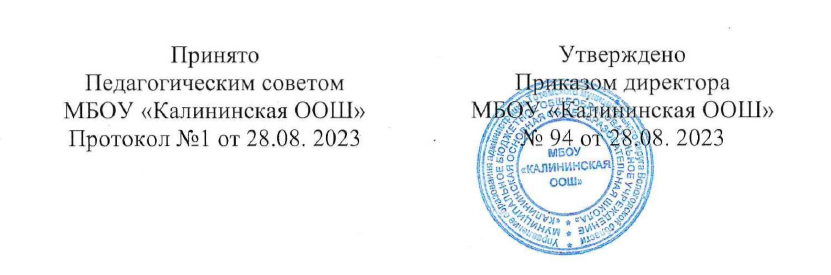 Принято
Педагогическим советом
МБОУ «Калининская ООШ»
Протокол №1 от 28.08. 2023
Утверждено
Приказом директора
МБОУ «Калининская ООШ»
№ 94 от 28.08. 2023
МБОУ
«КАЛИНИНСКАЯ
ООШ»